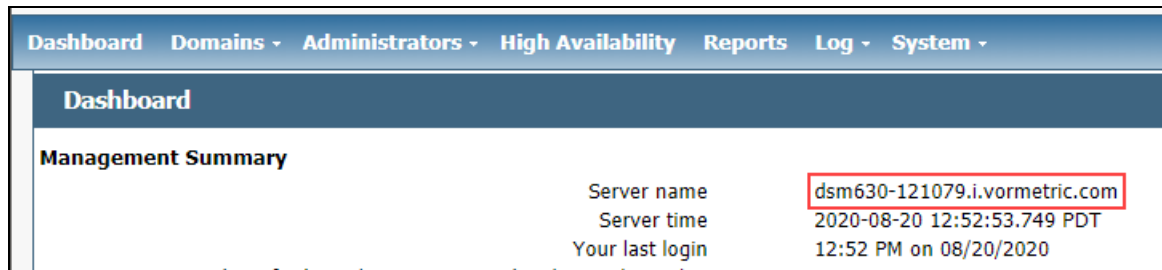 Dashboard Domains - Administrators - High Availability Reports Log - System -
Dashboard
Management Summary
Server name dsm630-121079.i.vormetric.com
Server time 2020-08-20 12:52:53.749 PDT
Your last login 12:52 PM on 08/20/2020